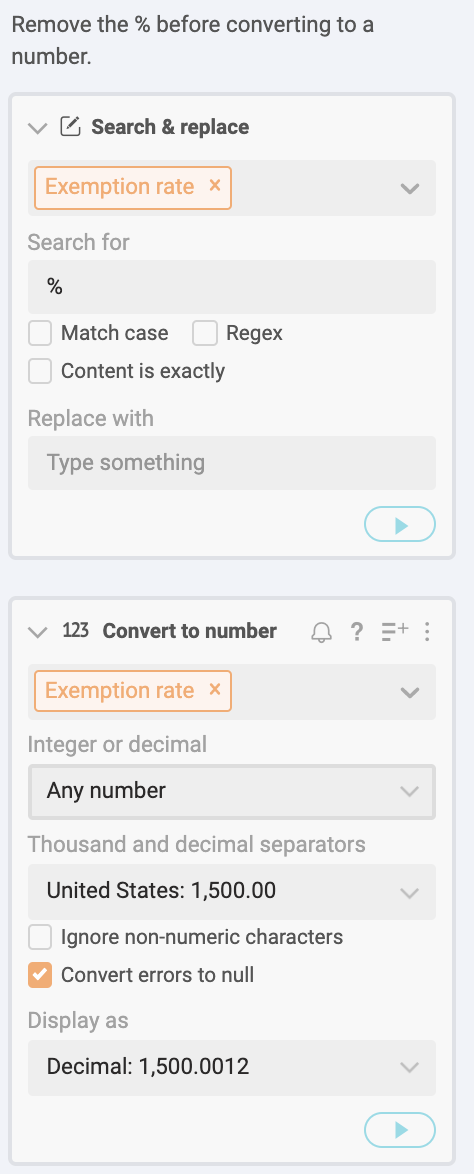 Remove the % before converting to a
number.
Search & replace
Exemption rate ×
Search for
%
Match case Regex
Content is exactly
Replace with
Type something
123 Convert to number ?
Exemption rate ×
Integer or decimal
Any number
Thousand and decimal separators
United States: 1,500.00
Ignore non-numeric characters
Convert errors to null
Display as
Decimal: 1,500.0012